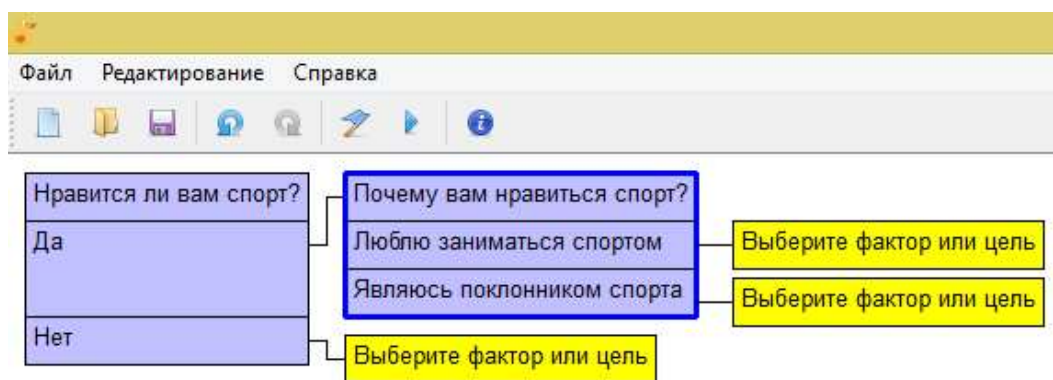 Файл Редактирование Справка
Нравится ли вам спорт?
Да
Нет
Почему вам нравиться спорт?
Люблю заниматься спортом
Являюсь поклонником спорта
Выберите фактор или цель
Выберите фактор или цель
Выберите фактор или цель